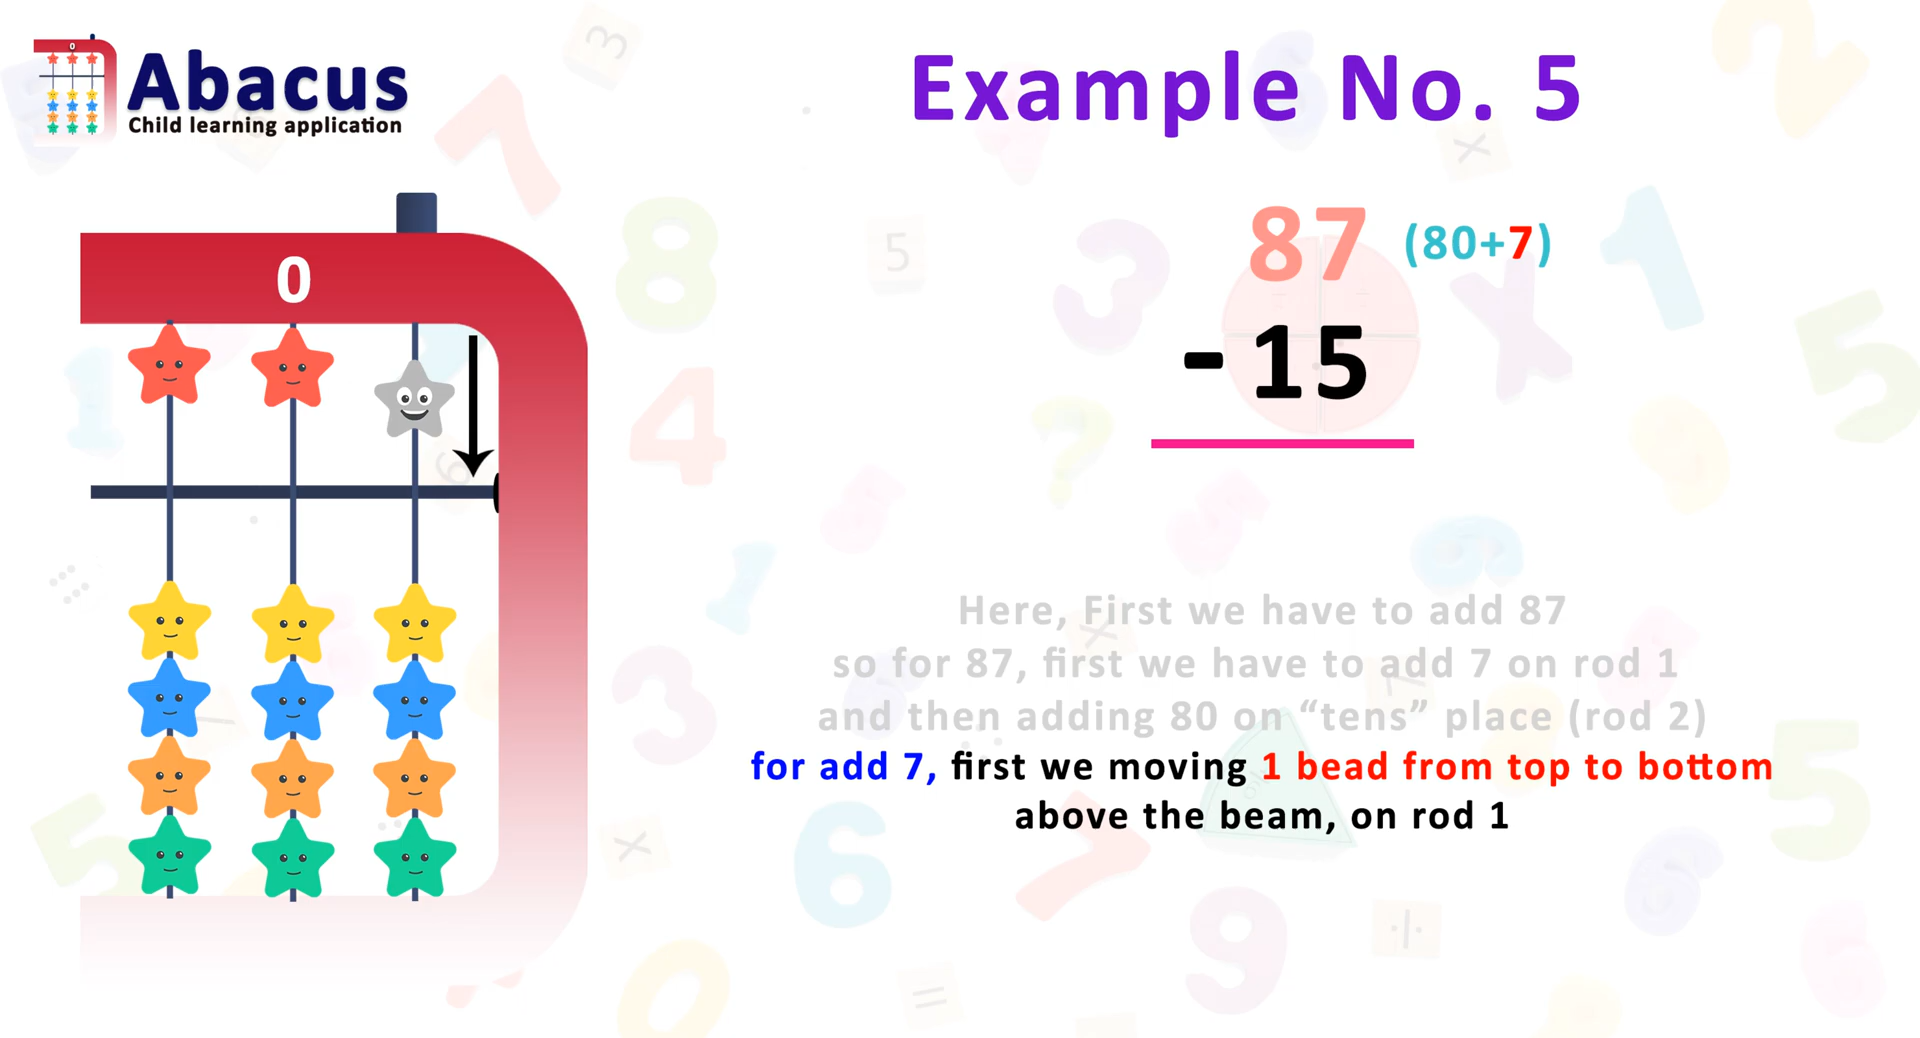 Abacus
Child learning application
Example No. 5
0
87 (80+7)
-15
Here, First we have to add 87
so for 87, first we have to add 7 on rod 1
and then adding 80 on “tens” place (rod 2)
for add 7, first we moving 1 bead from top to bottom
above the beam, on rod 1